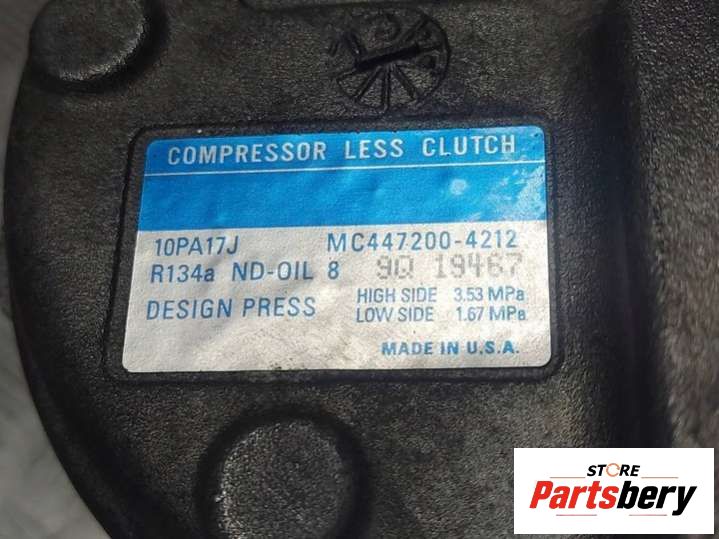 COMPRESSOR LESS CLUTCH
10PA17J MC447200-4212
R134a ND-OIL 8 9Q 19467
DESIGN PRESS HIGH SIDE 3.53 MPa
LOW SIDE 1.67 MPa
MADE IN U.S.A.
STORE
Partsbery